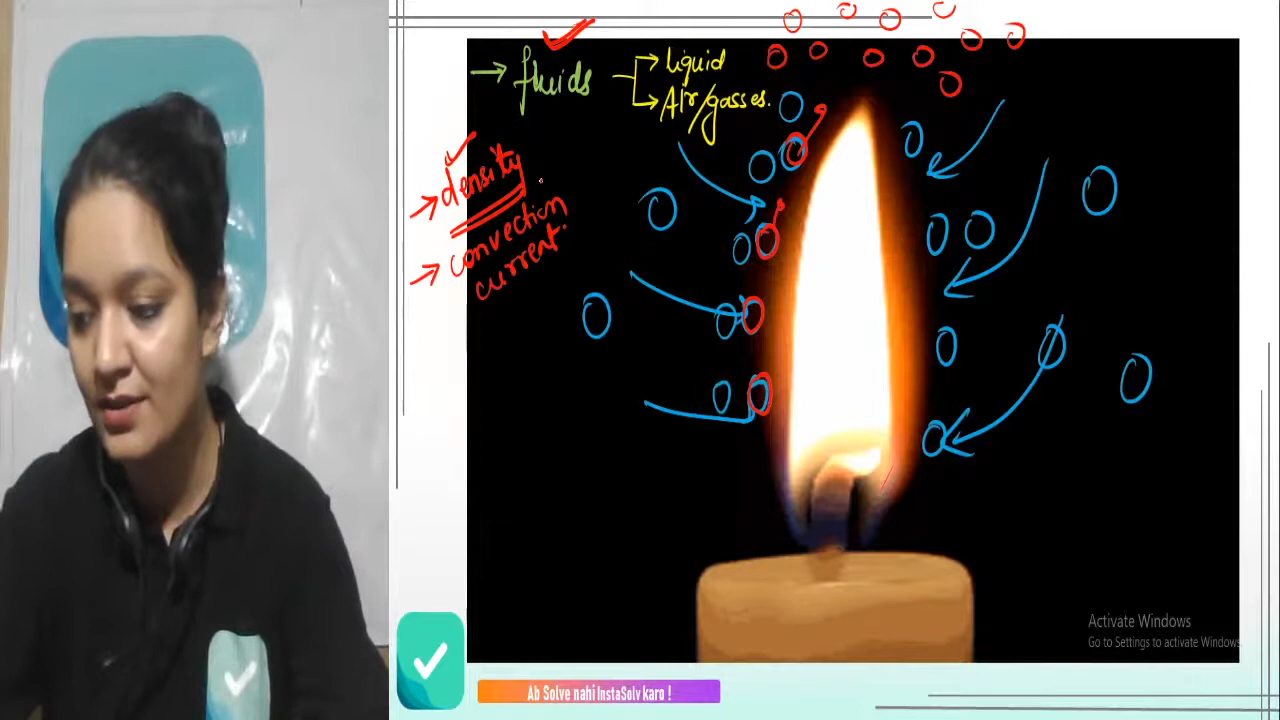 → fluids → liquid
→ Air/gasses.
→ density
→ convection
current.
Activate Windows
Go to Settings to activate Windows
Ab Solve nahi InstaSolv karo !